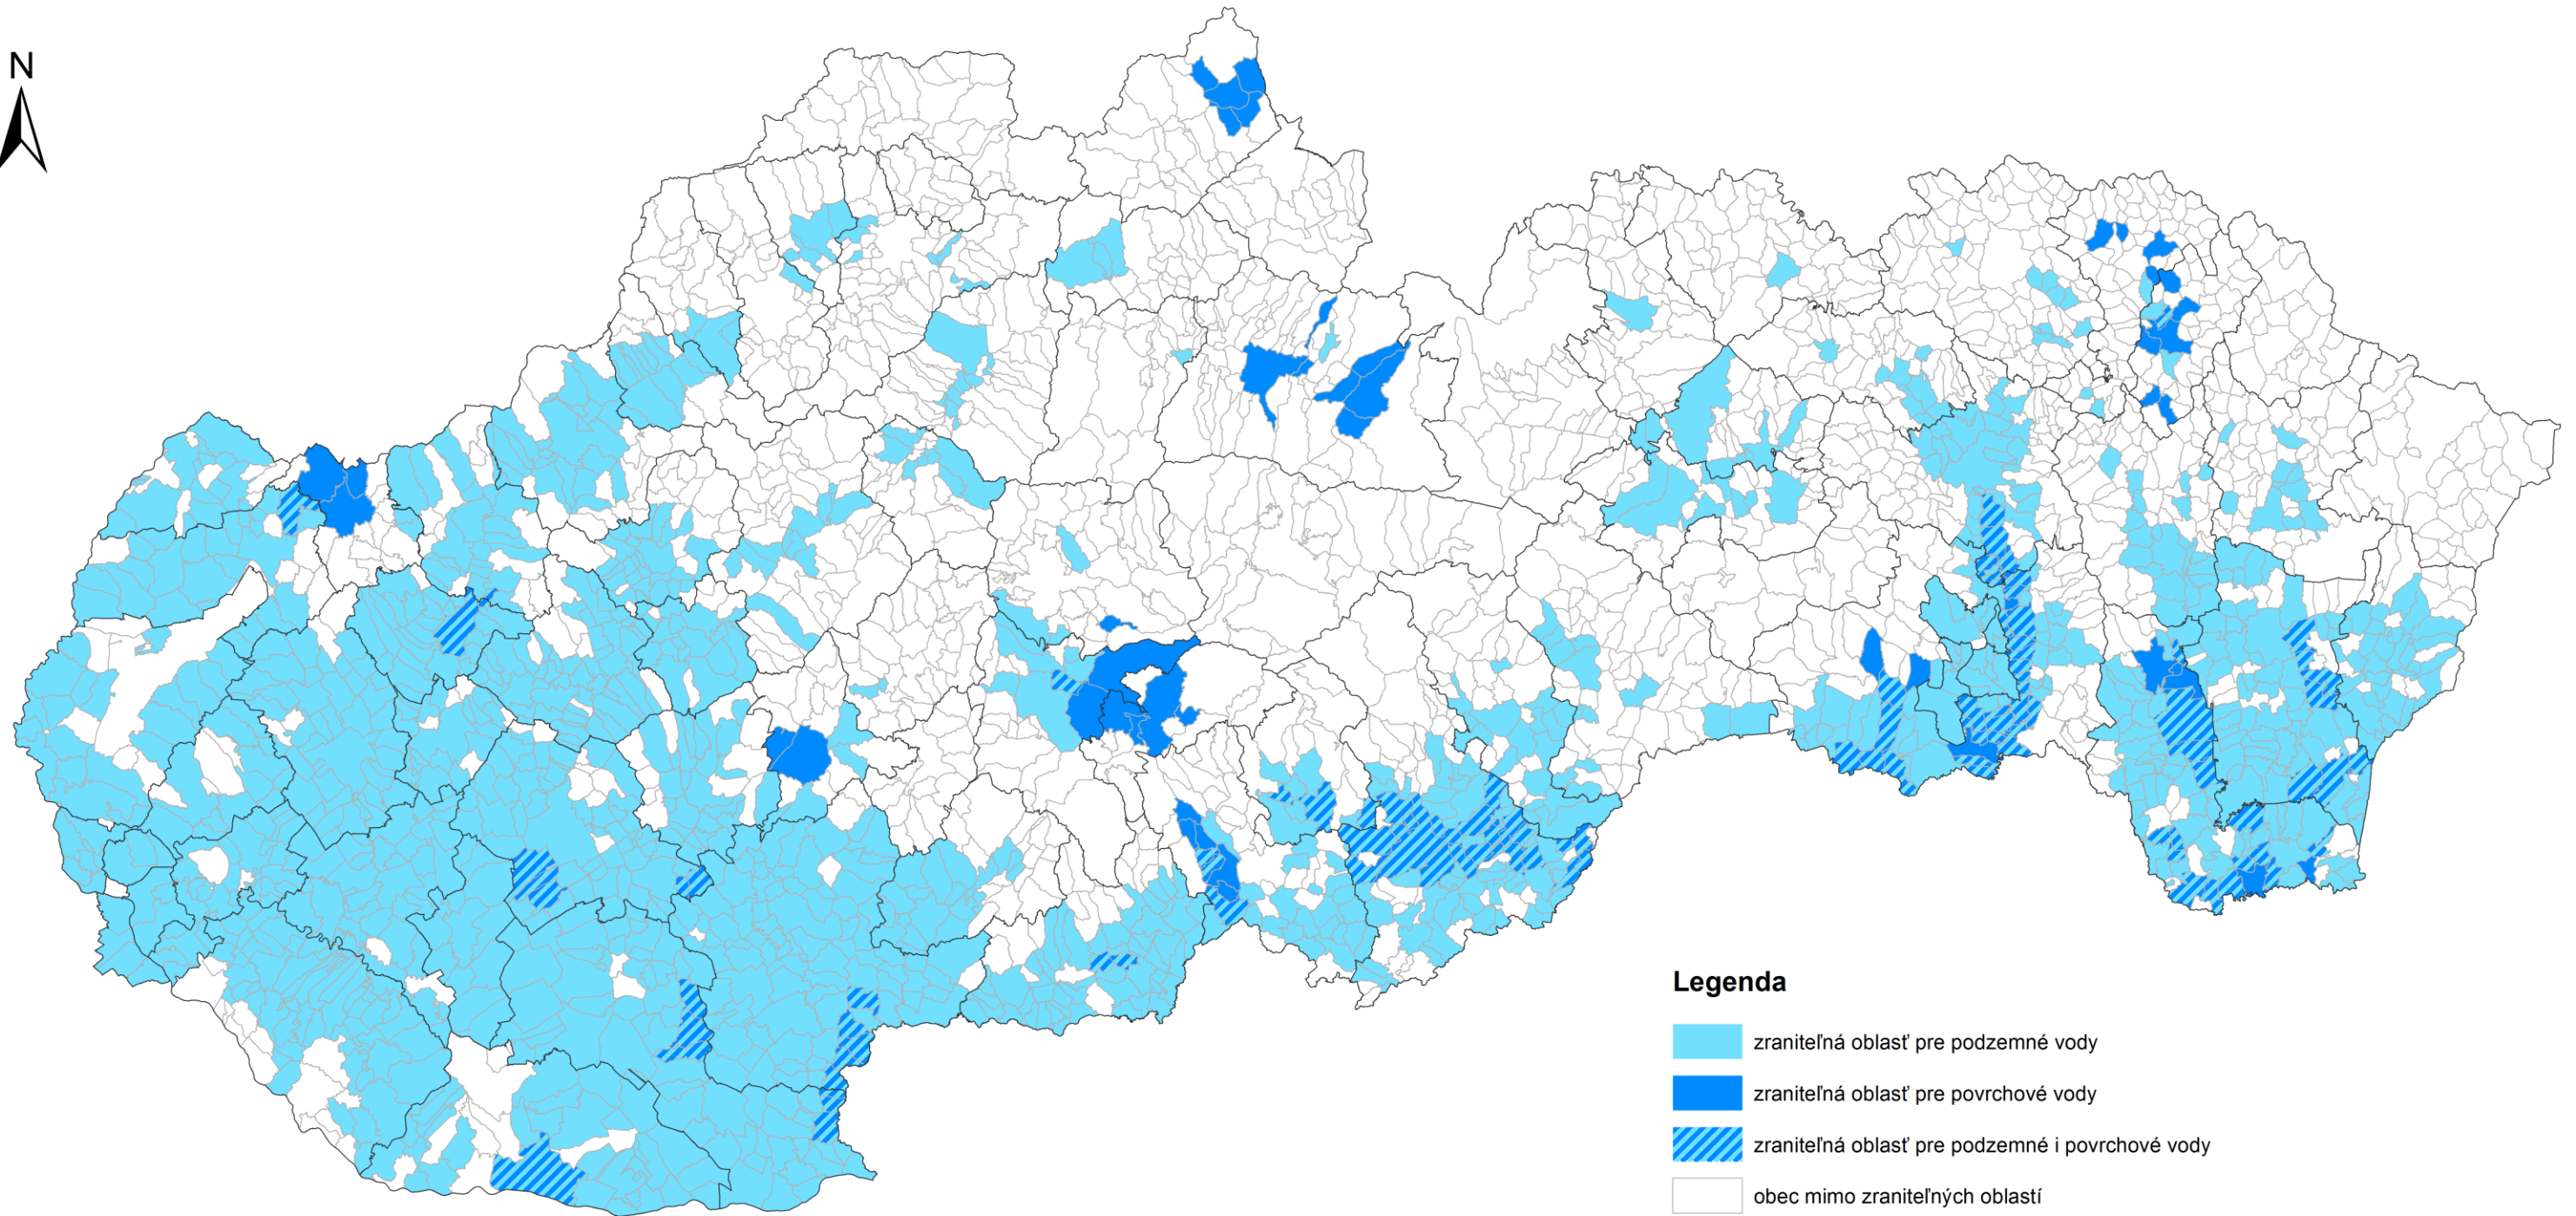 N
Legenda
zraniteľná oblasť pre podzemné vody
zraniteľná oblasť pre povrchové vody
zraniteľná oblasť pre podzemné i povrchové vody
obec mimo zraniteľných oblastí